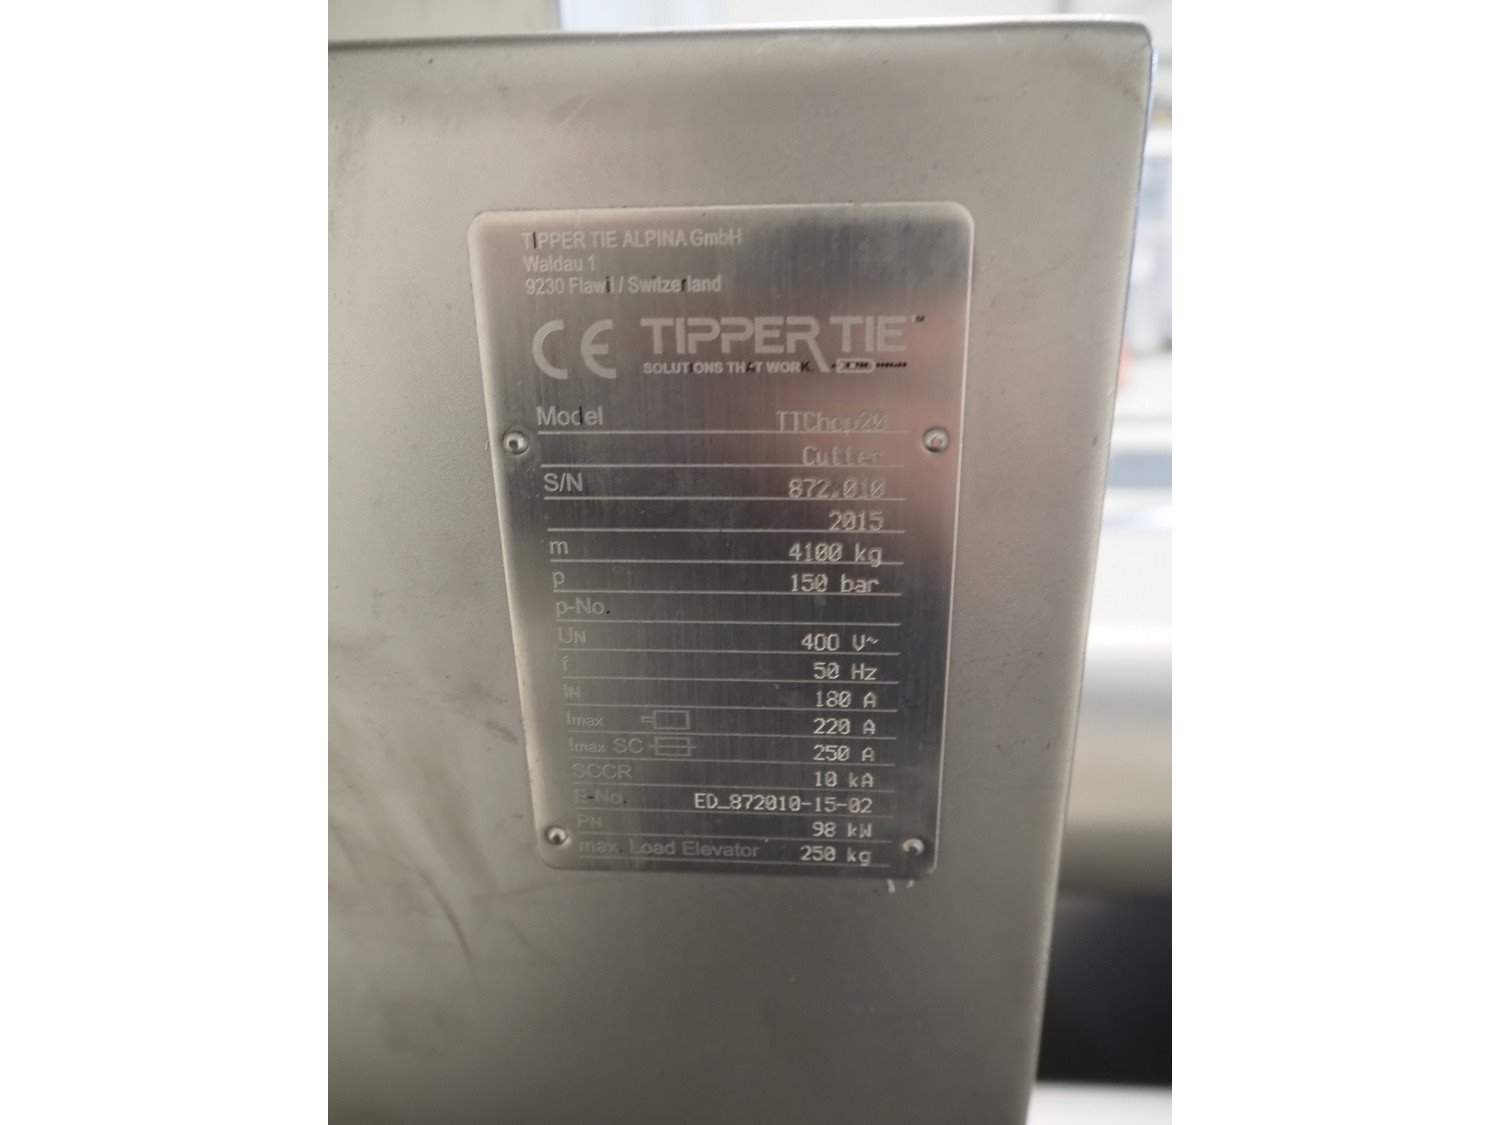 TIPPER TIE ALPINA GmbH
Waldau 1
9230 Flawil / Switzerland
CE TIPPER TIE™
SOLUTIONS THAT WORK.
Model TTChop20
Cutter
S/N 872.010
2015
m 4100 kg
p 150 bar
p-No.
UN 400 V~
f 50 Hz
IN 180 A
Imax 220 A
Imax SC 250 A
SCCR 10 kA
E-No. ED_872010-15-02
PN 98 kW
max. Load Elevator 250 kg